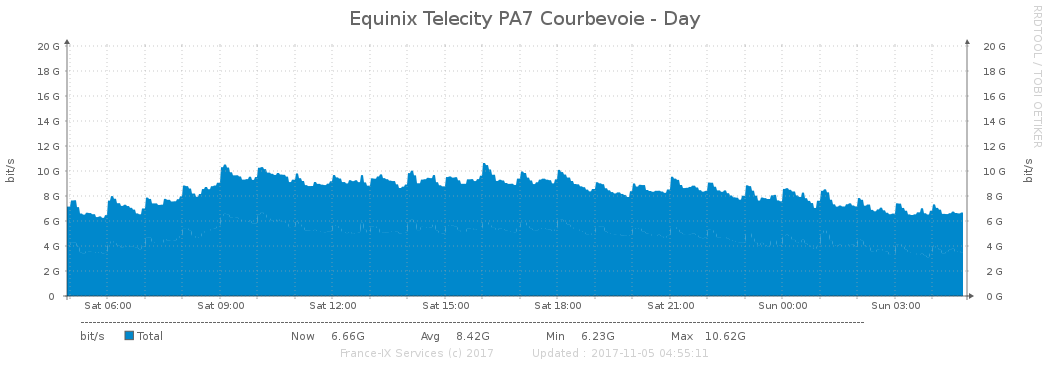 Equinix Telecity PA7 Courbevoie - Day
RRDTOOL / TOBI OETIKER
bit/s
20 G 20 G
18 G 18 G
16 G 16 G
14 G 14 G
12 G 12 G
10 G 10 G
8 G 8 G
6 G 6 G
4 G 4 G
2 G 2 G
0 0 G
bit/s
Sat 06:00 Sat 09:00 Sat 12:00 Sat 15:00 Sat 18:00 Sat 21:00 Sun 00:00 Sun 03:00
bit/s Total Now 6.66G Avg 8.42G Min 6.23G Max 10.62G
France-IX Services (c) 2017 Updated : 2017-11-05 04:55:11